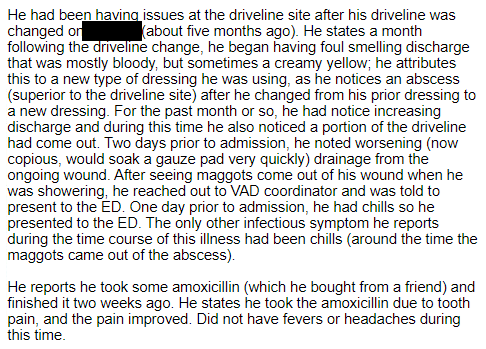 He had been having issues at the driveline site after his driveline was
changed on (about five months ago). He states a month
following the driveline change, he began having foul smelling discharge
that was mostly bloody, but sometimes a creamy yellow; he attributes
this to a new type of dressing he was using, as he notices an abscess
(superior to the driveline site) after he changed from his prior dressing to
a new dressing. For the past month or so, he had notice increasing
discharge and during this time he also noticed a portion of the driveline
had come out. Two days prior to admission, he noted worsening (now
copious, would soak a gauze pad very quickly) drainage from the
ongoing wound. After seeing maggots come out of his wound when he
was showering, he reached out to VAD coordinator and was told to
present to the ED. One day prior to admission, he had chills so he
presented to the ED. The only other infectious symptom he reports
during the time course of this illness had been chills (around the time the
maggots came out of the abscess).

He reports he took some amoxicillin (which he bought from a friend) and
finished it two weeks ago. He states he took the amoxicillin due to tooth
pain, and the pain improved. Did not have fevers or headaches during
this time.